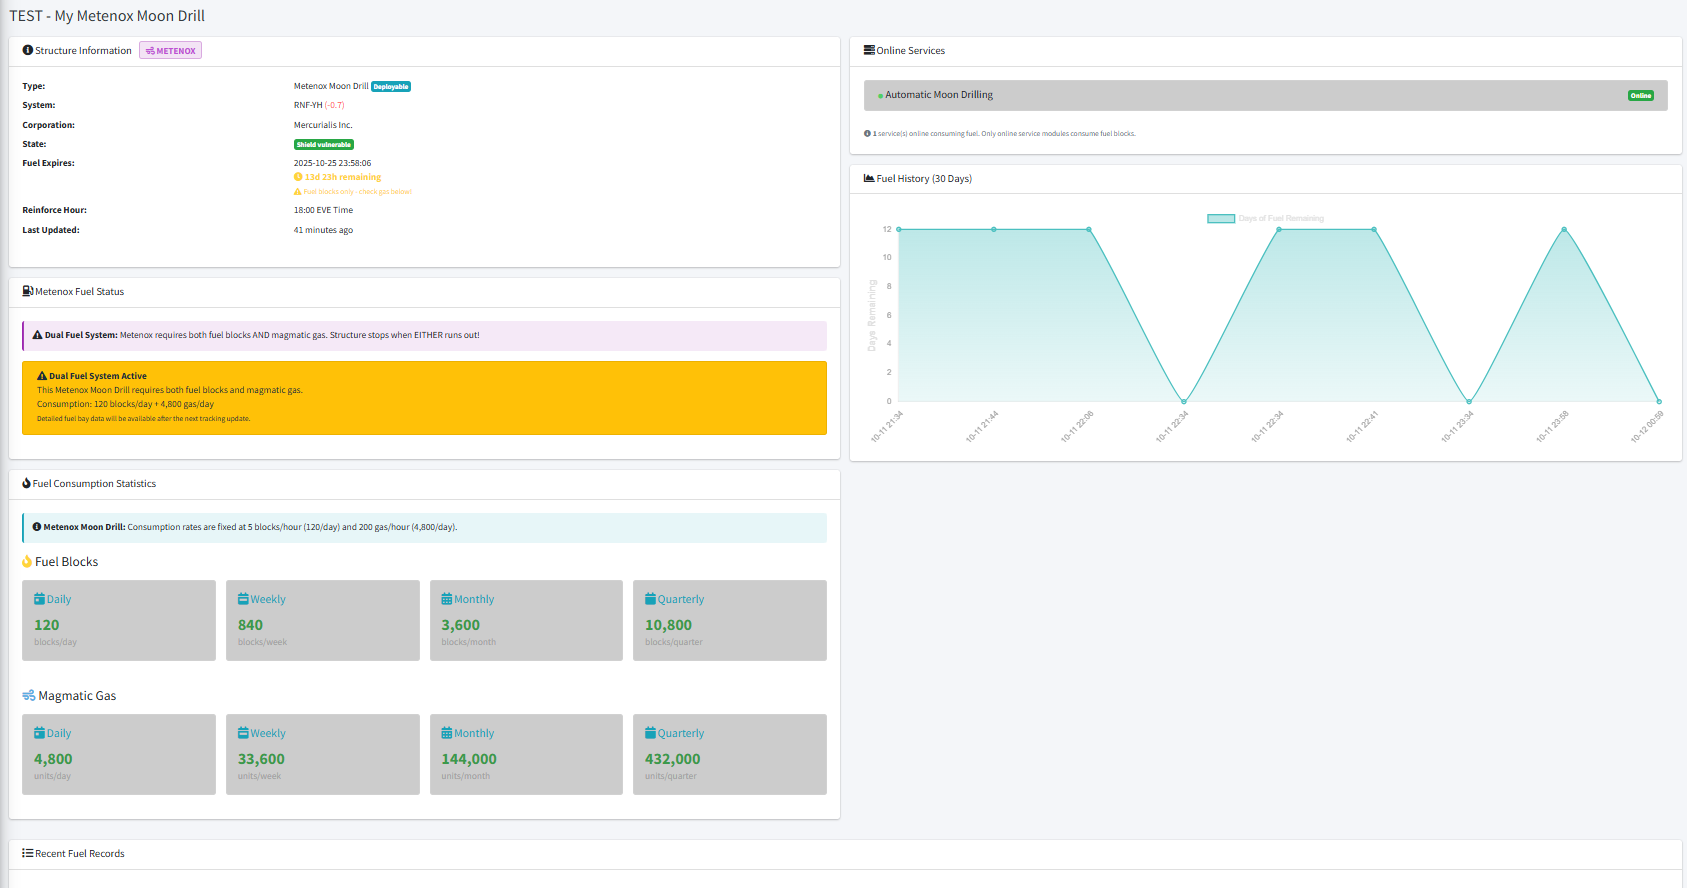 TEST - My Metenox Moon Drill
Structure Information METENOX
Type: Metenox Moon Drill Deployable
System: RNF-YH (-0.7)
Corporation: Mercurialis Inc.
State: Shield vulnerable
Fuel Expires: 2025-10-25 23:58:06
13d 23h remaining
Fuel blocks only - check gas below!
Reinforce Hour: 18:00 EVE Time
Last Updated: 41 minutes ago
Metenox Fuel Status
Dual Fuel System: Metenox requires both fuel blocks AND magmatic gas. Structure stops when EITHER runs out!
Dual Fuel System Active
This Metenox Moon Drill requires both fuel blocks and magmatic gas.
Consumption: 120 blocks/day + 4,800 gas/day
Detailed fuel bay data will be available after the next tracking update.
Fuel Consumption Statistics
Metenox Moon Drill: Consumption rates are fixed at 5 blocks/hour (120/day) and 200 gas/hour (4,800/day).
Fuel Blocks
Daily Weekly Monthly Quarterly
120 840 3,600 10,800
blocks/day blocks/week blocks/month blocks/quarter
Magmatic Gas
Daily Weekly Monthly Quarterly
4,800 33,600 144,000 432,000
units/day units/week units/month units/quarter
Online Services
Automatic Moon Drilling Online
1 service(s) online consuming fuel. Only online service modules consume fuel blocks.
Fuel History (30 Days)
Days of Fuel Remaining
Days Remaining
12
10
8
6
4
2
0
10-11 21:34 10-11 21:44 10-11 22:06 10-11 22:34 10-11 22:34 10-11 22:41 10-11 23:34 10-11 23:58 10-12 00:59
Recent Fuel Records